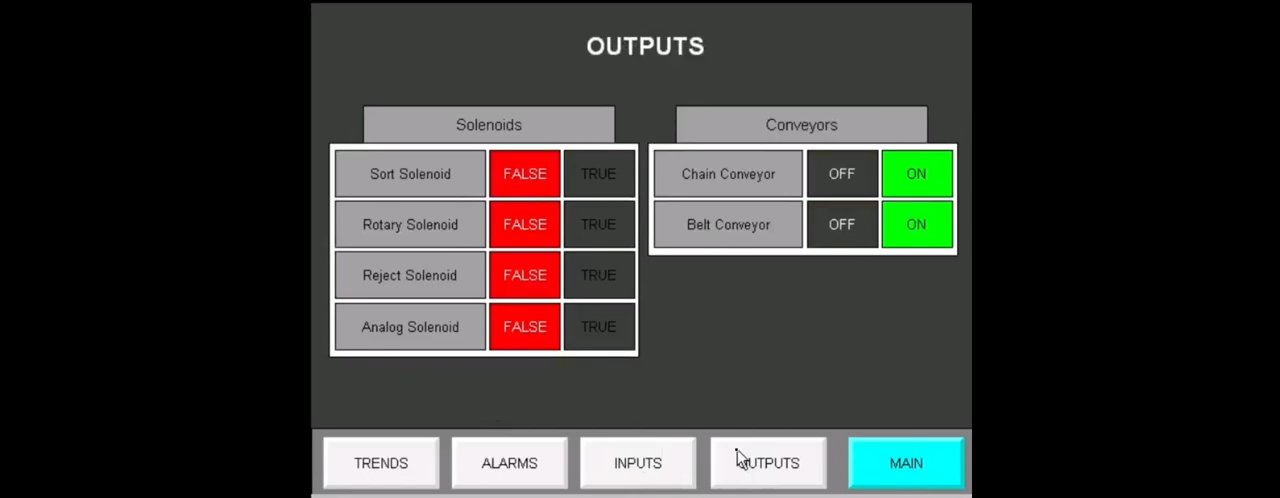 OUTPUTS
Solenoids
Sort Solenoid FALSE TRUE
Rotary Solenoid FALSE TRUE
Reject Solenoid FALSE TRUE
Analog Solenoid FALSE TRUE
Conveyors
Chain Conveyor OFF ON
Belt Conveyor OFF ON
TRENDS ALARMS INPUTS OUTPUTS MAIN